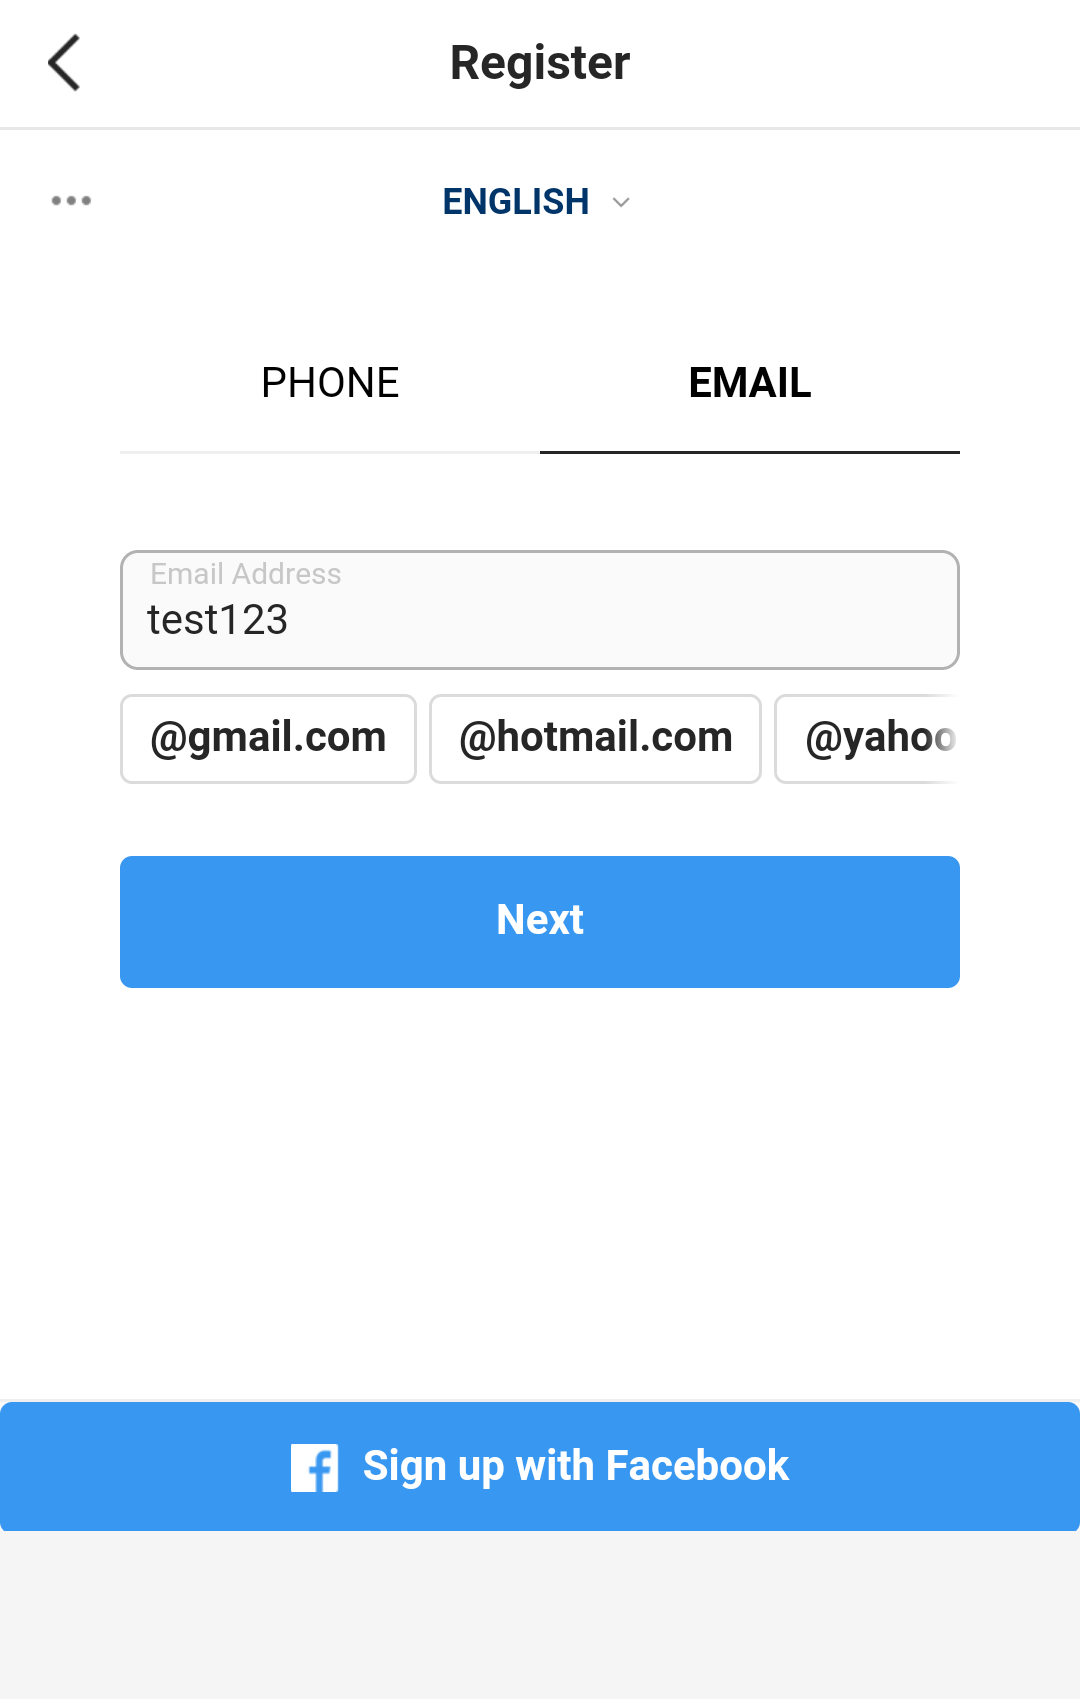 Register
ENGLISH
PHONE EMAIL
Email Address
test123
@gmail.com @hotmail.com @yahoo
Next
Sign up with Facebook